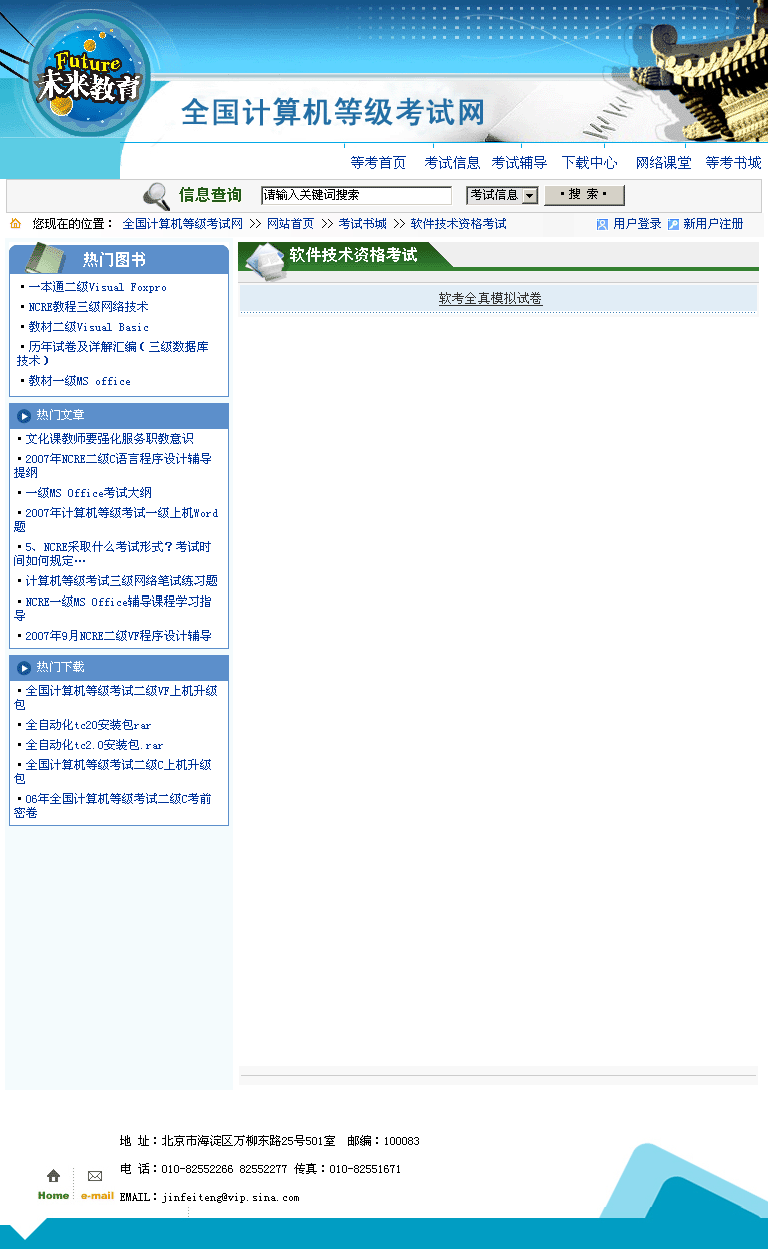 Future
未来教育
全国计算机等级考试网
等考首页 考试信息 考试辅导 下载中心 网络课堂 等考书城
信息查询 请输入关键词搜索 考试信息 ·搜 索·
您现在的位置： 全国计算机等级考试网 >> 网站首页 >> 考试书城 >> 软件技术资格考试 用户登录 新用户注册
热门图书
·一本通二级Visual Foxpro
·NCRE教程三级网络技术
·教材二级Visual Basic
·历年试卷及详解汇编（三级数据库
技术）
·教材一级MS office
热门文章
·文化课教师要强化服务职教意识
·2007年NCRE二级C语言程序设计辅导
提纲
·一级MS Office考试大纲
·2007年计算机等级考试一级上机Word
题
·5、NCRE采取什么考试形式？考试时
间如何规定…
·计算机等级考试三级网络笔试练习题
·NCRE一级MS Office辅导课程学习指
导
·2007年9月NCRE二级VF程序设计辅导
热门下载
·全国计算机等级考试二级VF上机升级
包
·全自动化tc20安装包rar
·全自动化tc2.0安装包.rar
·全国计算机等级考试二级C上机升级
包
·06年全国计算机等级考试二级C考前
密卷
软件技术资格考试
软考全真模拟试卷
地 址：北京市海淀区万柳东路25号501室 邮编：100083
电 话：010-82552266 82552277 传真：010-82551671
Home e-mail EMAIL：jinfeiteng@vip.sina.com